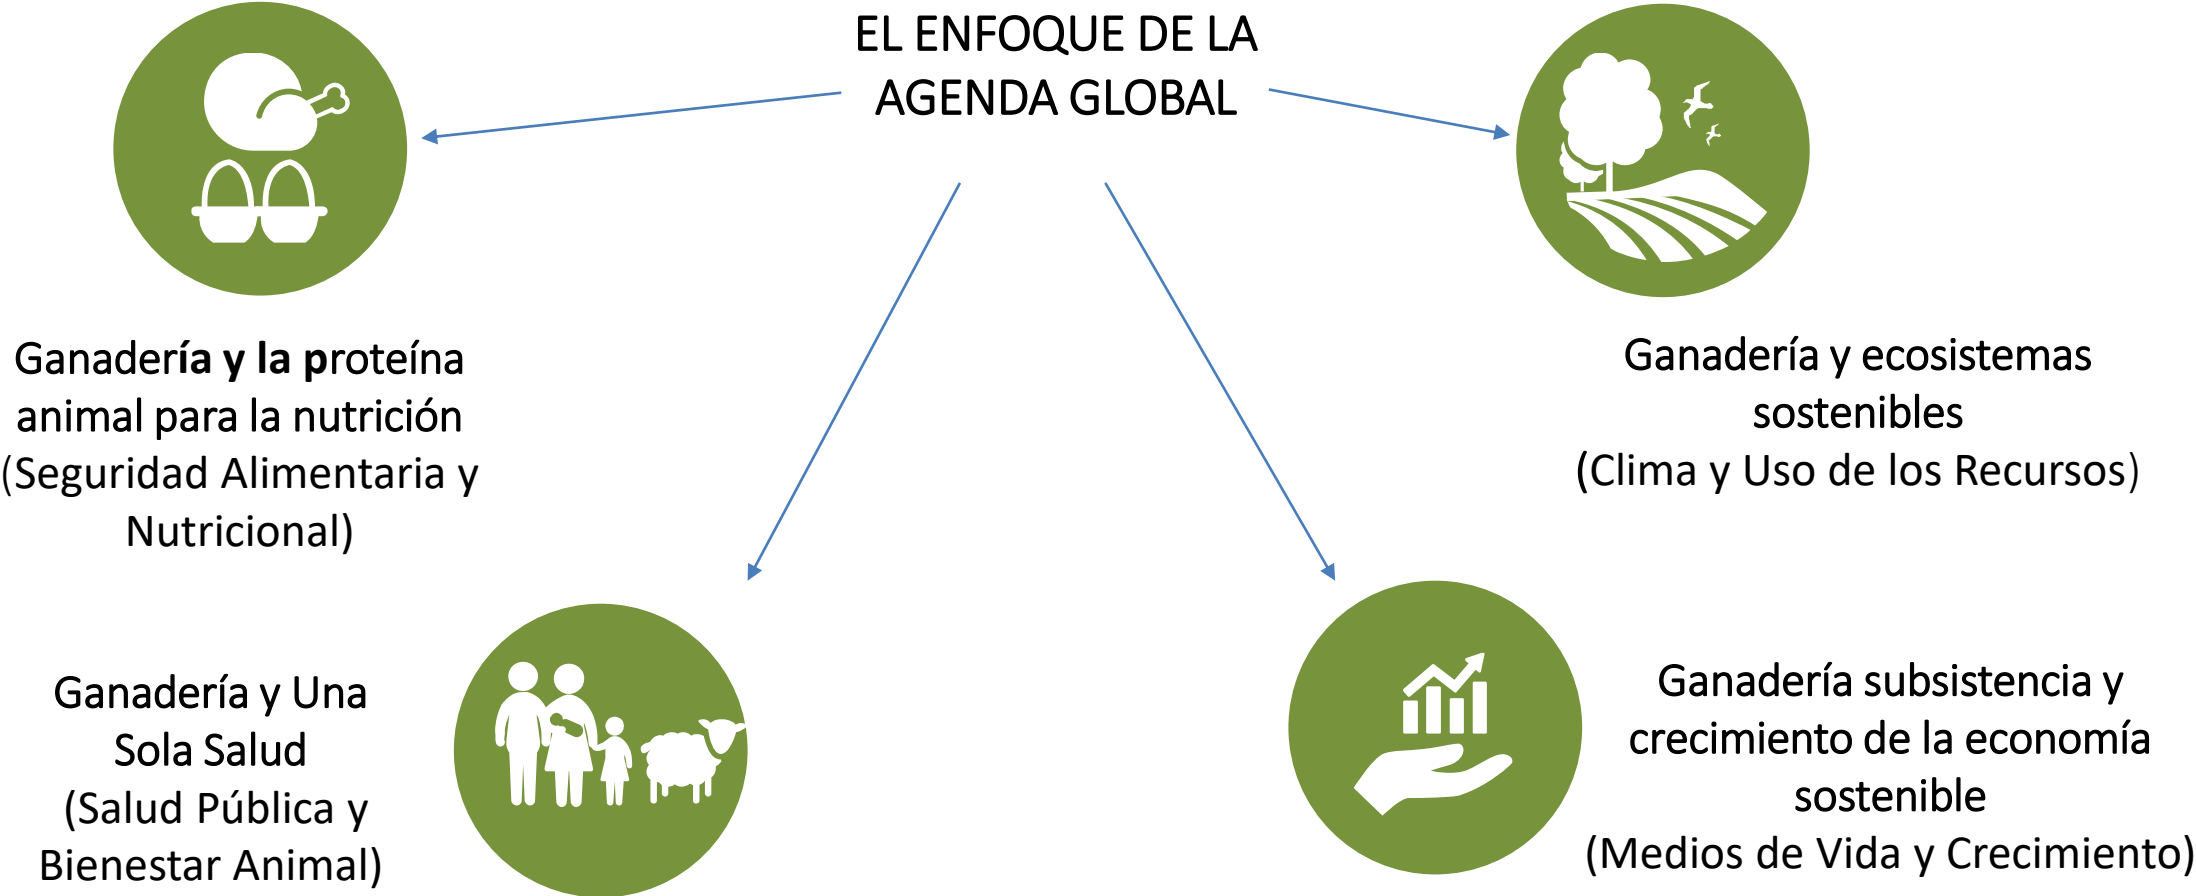 EL ENFOQUE DE LA
AGENDA GLOBAL
Ganadería y la proteína
animal para la nutrición
(Seguridad Alimentaria y
Nutricional)
Ganadería y ecosistemas
sostenibles
(Clima y Uso de los Recursos)
Ganadería y Una
Sola Salud
(Salud Pública y
Bienestar Animal)
Ganadería subsistencia y
crecimiento de la economía
sostenible
(Medios de Vida y Crecimiento)